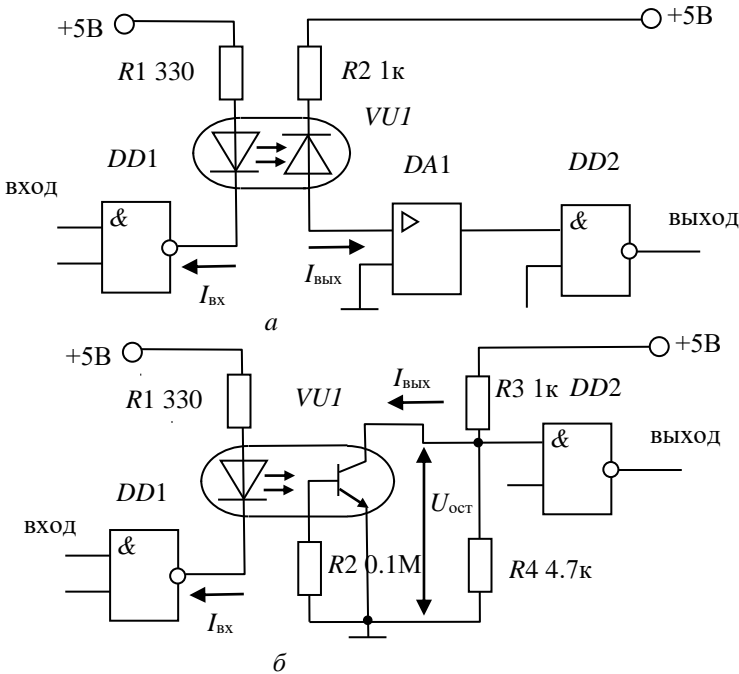 +5В
+5В
R1 330
R2 1к
VU1
DD1
DA1
DD2
вход
&
&
выход
Iвх
Iвых
а
+5В
+5В
R1 330
VU1
Iвых
R3 1к
DD2
&
выход
DD1
Uост
вход
&
R2 0.1М
R4 4.7к
Iвх
б